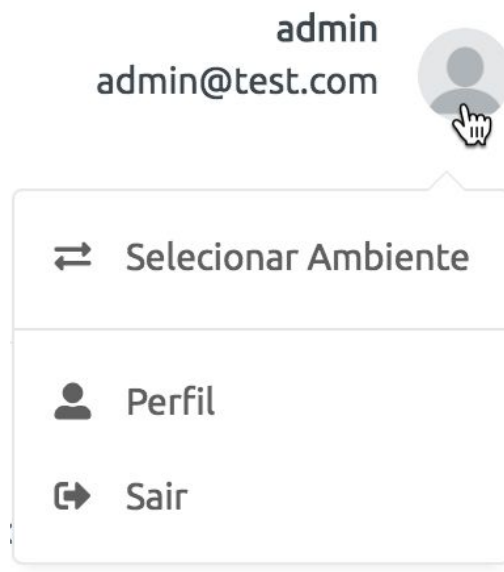 admin
admin@test.com
Selecionar Ambiente
Perfil
Sair